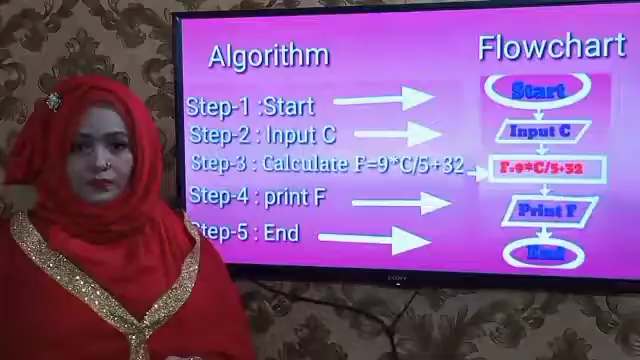 Algorithm
Step-1 :Start
Step-2 : Input C
Step-3 : Calculate F=9*C/5+32
Step-4 : print F
Step-5 : End
Flowchart
Start
Input C
F=9*C/5+32
Print F
End
SONY